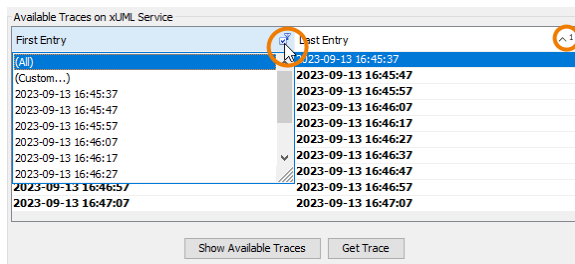 Available Traces on xUML Service
First Entry Last Entry 1
(All) 2023-09-13 16:45:37
(Custom...) 2023-09-13 16:45:47
2023-09-13 16:45:37 2023-09-13 16:45:57
2023-09-13 16:45:47 2023-09-13 16:46:07
2023-09-13 16:45:57 2023-09-13 16:46:17
2023-09-13 16:46:07 2023-09-13 16:46:27
2023-09-13 16:46:17 2023-09-13 16:46:37
2023-09-13 16:46:27 2023-09-13 16:46:47
2023-09-13 16:46:57 2023-09-13 16:46:57
2023-09-13 16:47:07 2023-09-13 16:47:07
Show Available Traces Get Trace